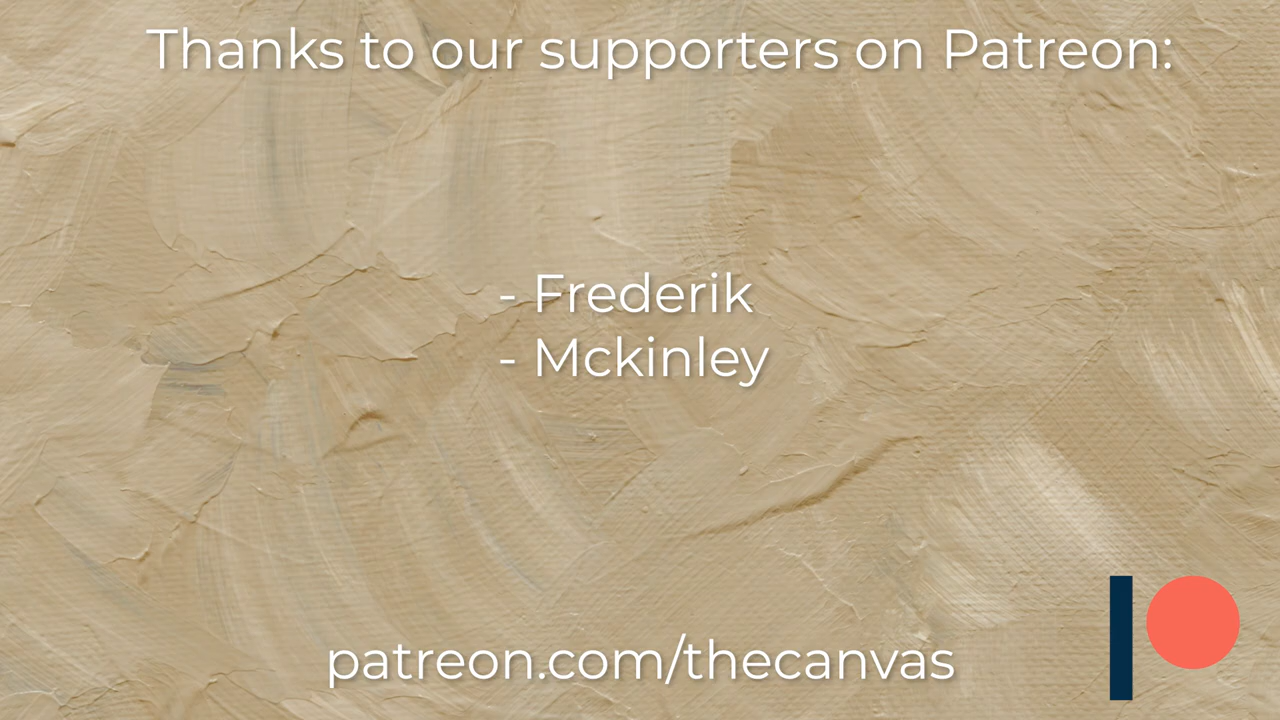 Thanks to our supporters on Patreon:
- Frederik
- Mckinley
patreon.com/thecanvas